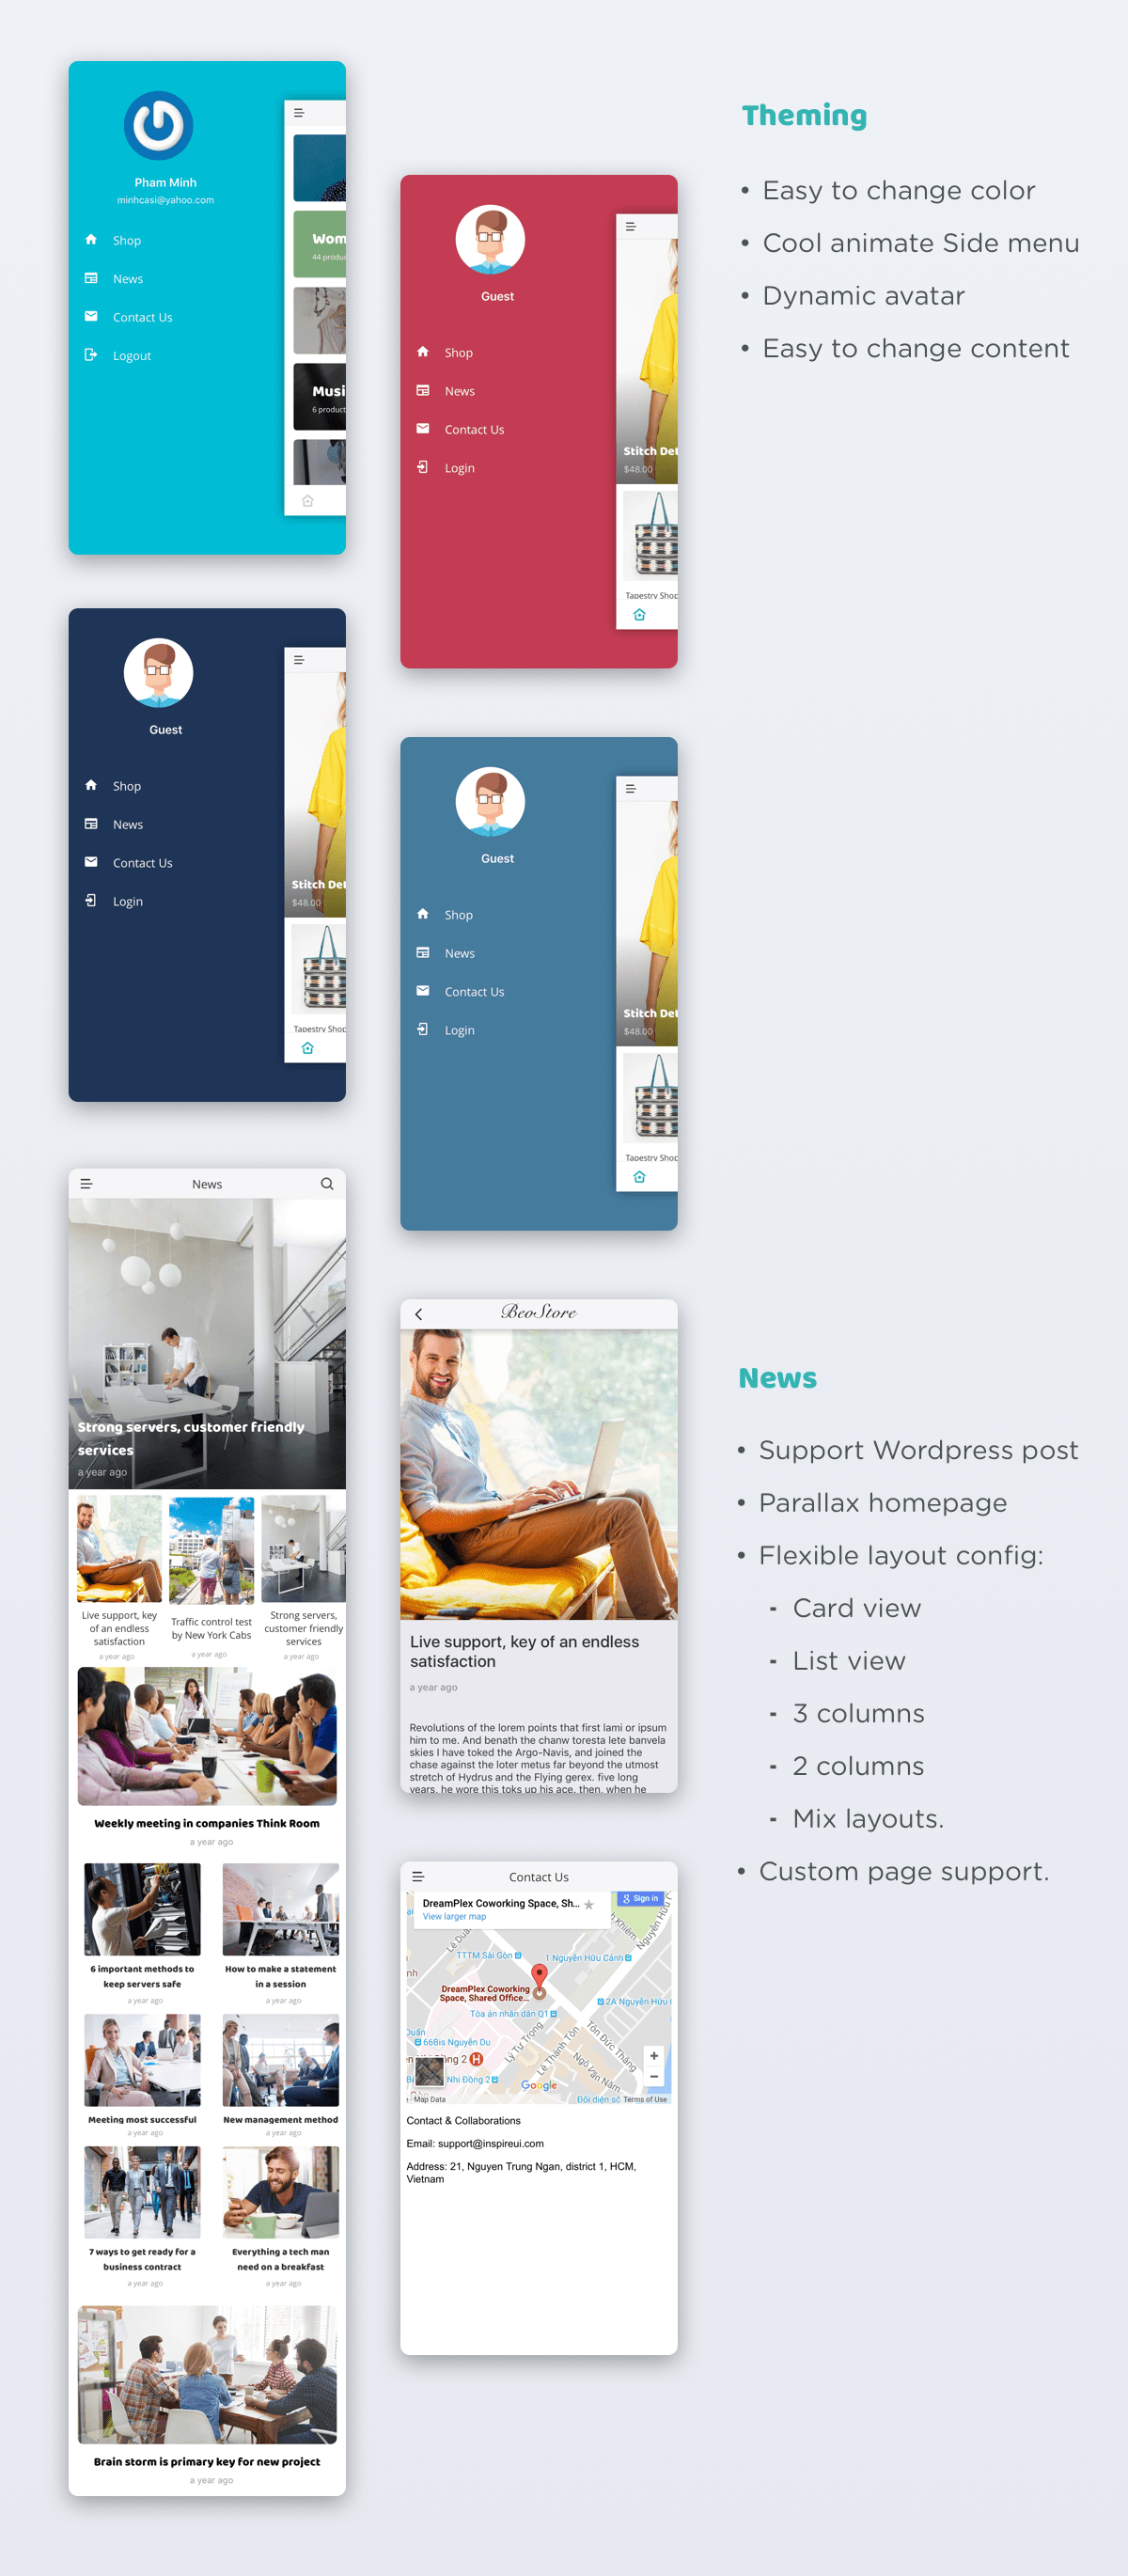 Pham Minh
minhcasi@yahoo.com
Shop
News
Contact Us
Logout
Wom
44 produc
Musi
6 product
Guest
Shop
News
Contact Us
Login
Stitch Det
$48.00
Tapestry Shop
Theming
• Easy to change color
• Cool animate Side menu
• Dynamic avatar
• Easy to change content
Guest
Shop
News
Contact Us
Login
Stitch Det
$48.00
Tapestry Shop
Guest
Shop
News
Contact Us
Login
Stitch Det
$48.00
Tapestry Shop
News
Strong servers, customer friendly
services
a year ago
Live support, key
of an endless
satisfaction
a year ago
Traffic control test
by New York Cabs
a year ago
Strong servers,
customer friendly
services
a year ago
Weekly meeting in companies Think Room
a year ago
6 important methods to
keep servers safe
a year ago
How to make a statement
in a session
a year ago
Meeting most successful
a year ago
New management method
a year ago
7 ways to get ready for a
business contract
a year ago
Everything a tech man
need on a breakfast
a year ago
Brain storm is primary key for new project
a year ago
BeoStore
Live support, key of an endless
satisfaction
a year ago
Revolutions of the lorem points that first lami or ipsum
him to me. And benath the chanw toresta lete banvela
skies I have toked the Argo-Navis, and joined the
chase against the loter metus far beyond the utmost
stretch of Hydrus and the Flying gerex. five long
years, he wore this toks up his ace, then, when he
News
• Support Wordpress post
• Parallax homepage
• Flexible layout config:
- Card view
- List view
- 3 columns
- 2 columns
- Mix layouts.
• Custom page support.
Contact Us
DreamPlex Coworking Space, Sh...
View larger map
Sign in
Lê Duẩn
Khiêm
Nguyễn Hữu C
TTTM Sài Gòn
1 Nguyễn Hữu Cảnh
nh
DreamPlex Coworking
Space, Shared Office...
2A Nguyễn Hữu
Tòa án nhân dân Q1
Duẩn
66Bis Nguyễn Du
Lý Tự Trọng
Lê Thánh Tôn
Tôn Đức Thắng
Ngô Văn Năm
ng 2
H
Nhi Đồng 2
Google
Map Data
Đối diện số
Terms of Use
Contact & Collaborations
Email: support@inspireui.com
Address: 21, Nguyen Trung Ngan, district 1, HCM,
Vietnam